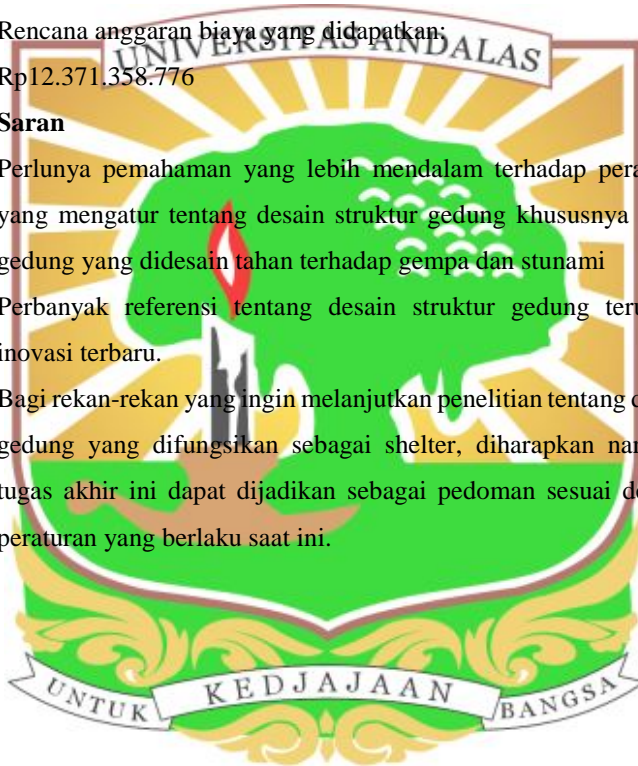 Rencana anggaran biaya yang didapatkan:
UNIVERSITAS ANDALAS
Rp12.371.358.776
Saran
Perlunya pemahaman yang lebih mendalam terhadap pera
yang mengatur tentang desain struktur gedung khususnya
gedung yang didesain tahan terhadap gempa dan stunami
Perbanyak referensi tentang desain struktur gedung teru
inovasi terbaru.
Bagi rekan-rekan yang ingin melanjutkan penelitian tentang d
gedung yang difungsikan sebagai shelter, diharapkan nan
tugas akhir ini dapat dijadikan sebagai pedoman sesuai d
peraturan yang berlaku saat ini.
UNTUK KEDJAJAAN BANGSA